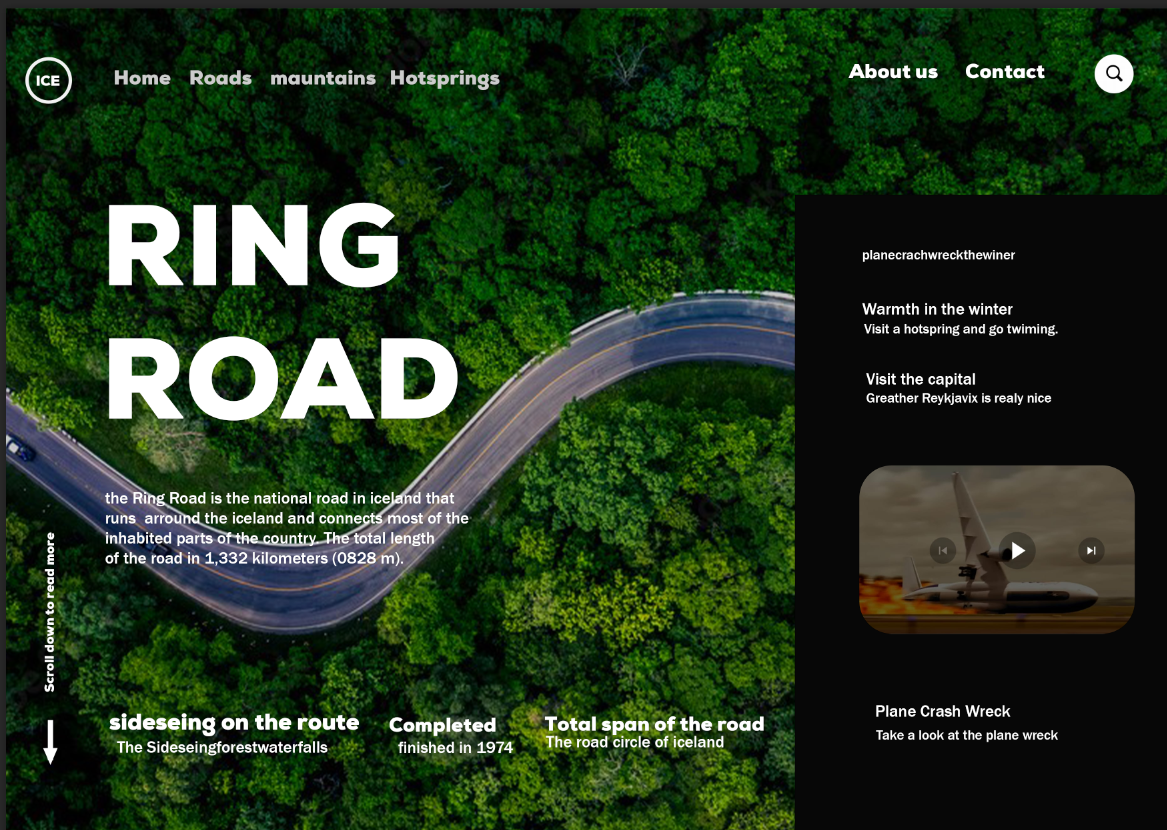 ICE
Home Roads mauntains Hotsprings
About us Contact
RING
ROAD
the Ring Road is the national road in iceland that
runs arround the iceland and connects most of the
inhabited parts of the country. The total length
of the road in 1,332 kilometers (0828 m).
Scroll down to read more
sideseing on the route
The Sideseingforestwaterfalls
Completed
finished in 1974
Total span of the road
The road circle of iceland
planecrachwreckthewiner
Warmth in the winter
Visit a hotspring and go twiming.
Visit the capital
Greather Reykjavix is realy nice
Plane Crash Wreck
Take a look at the plane wreck